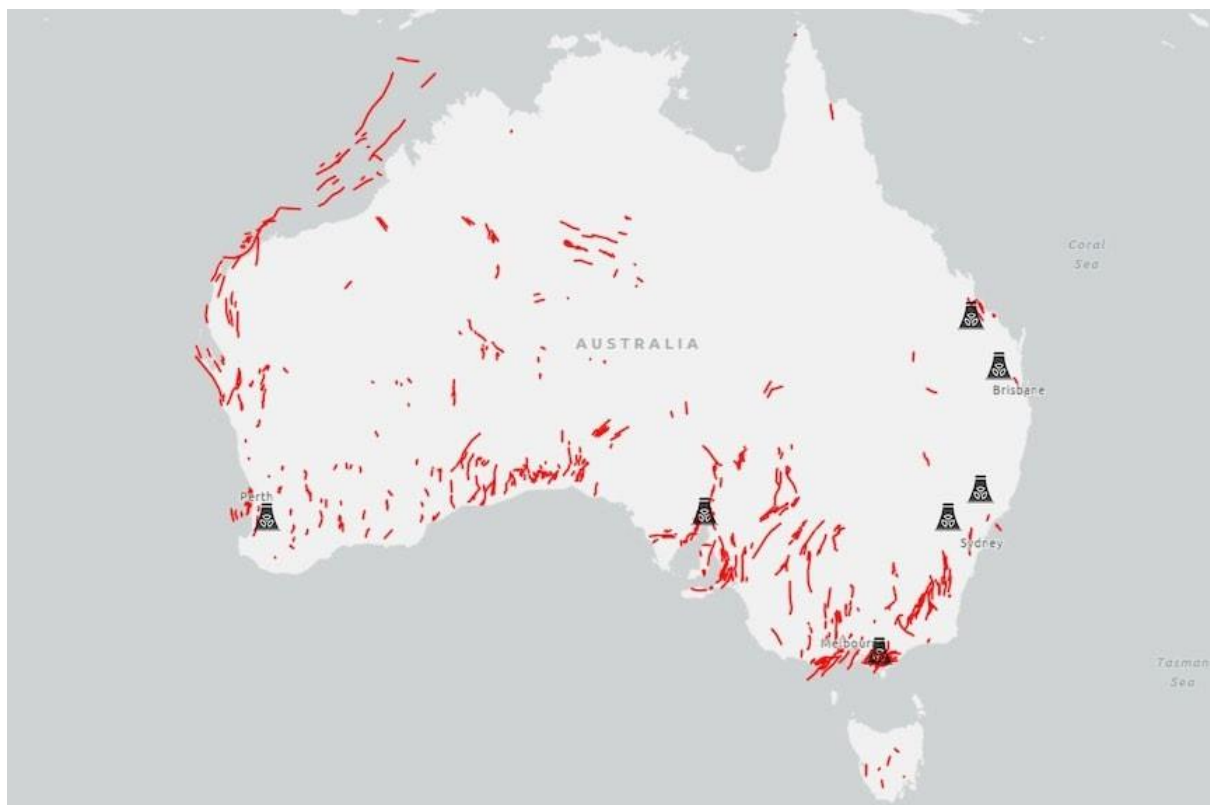 Coral
Sea
AUSTRALIA
Brisbane
Perth
Sydney
Melbourne
Tasman
Sea